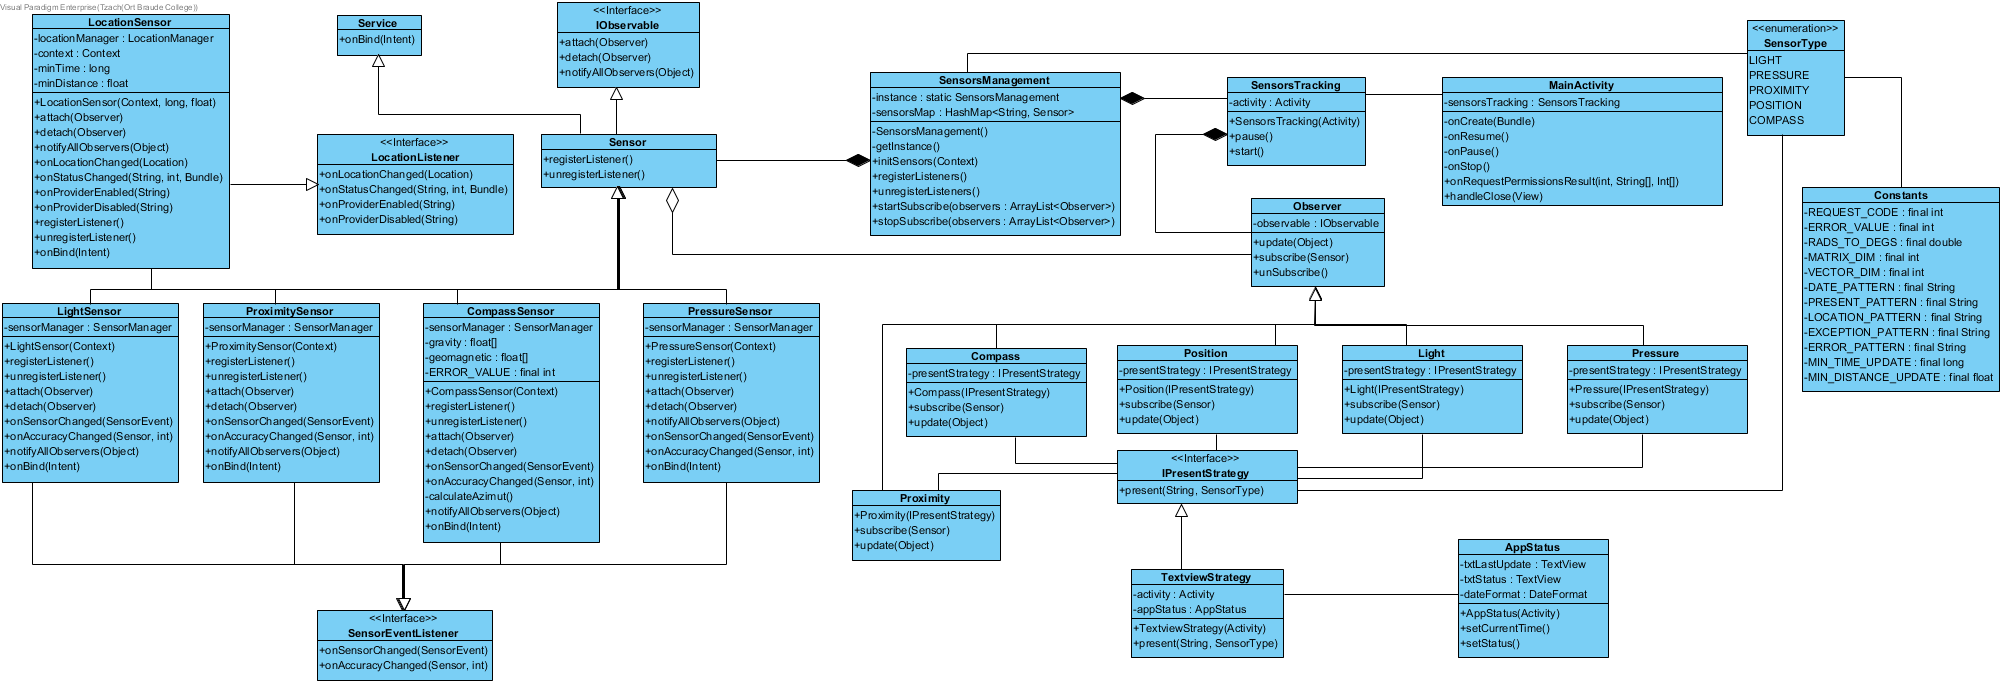 Visual Paradigm Enterprise(Tzach(Ort Braude College))
LocationSensor
-locationManager : LocationManager
-context : Context
-minTime : long
-minDistance : float
+LocationSensor(Context, long, float)
+attach(Observer)
+detach(Observer)
+notifyAllObservers(Object)
+onLocationChanged(Location)
+onStatusChanged(String, int, Bundle)
+onProviderEnabled(String)
+onProviderDisabled(String)
+registerListener()
+unregisterListener()
+onBind(Intent)
Service
+onBind(Intent)
<<Interface>>
IObservable
+attach(Observer)
+detach(Observer)
+notifyAllObservers(Object)
<<Interface>>
LocationListener
+onLocationChanged(Location)
+onStatusChanged(String, int, Bundle)
+onProviderEnabled(String)
+onProviderDisabled(String)
Sensor
+registerListener()
+unregisterListener()
SensorsManagement
-instance : static SensorsManagement
-sensorsMap : HashMap<String, Sensor>
-SensorsManagement()
-getInstance()
+initSensors(Context)
+registerListeners()
+unregisterListeners()
+startSubscribe(observers : ArrayList<Observer>)
+stopSubscribe(observers : ArrayList<Observer>)
SensorsTracking
-activity : Activity
+SensorsTracking(Activity)
+pause()
+start()
MainActivity
-sensorsTracking : SensorsTracking
-onCreate(Bundle)
-onResume()
-onPause()
-onStop()
+onRequestPermissionsResult(int, String[], Int[])
+handleClose(View)
<<enumeration>>
SensorType
LIGHT
PRESSURE
PROXIMITY
POSITION
COMPASS
Constants
-REQUEST_CODE : final int
-ERROR_VALUE : final int
-RADS_TO_DEGS : final double
-MATRIX_DIM : final int
-VECTOR_DIM : final int
-DATE_PATTERN : final String
-PRESENT_PATTERN : final String
-LOCATION_PATTERN : final String
-EXCEPTION_PATTERN : final String
-ERROR_PATTERN : final String
-MIN_TIME_UPDATE : final long
-MIN_DISTANCE_UPDATE : final float
Observer
-observable : IObservable
+update(Object)
+subscribe(Sensor)
+unSubscribe()
LightSensor
-sensorManager : SensorManager
+LightSensor(Context)
+registerListener()
+unregisterListener()
+attach(Observer)
+detach(Observer)
+onSensorChanged(SensorEvent)
+onAccuracyChanged(Sensor, int)
+notifyAllObservers(Object)
+onBind(Intent)
ProximitySensor
-sensorManager : SensorManager
+ProximitySensor(Context)
+registerListener()
+unregisterListener()
+attach(Observer)
+detach(Observer)
+onSensorChanged(SensorEvent)
+onAccuracyChanged(Sensor, int)
+notifyAllObservers(Object)
+onBind(Intent)
CompassSensor
-sensorManager : SensorManager
-gravity : float[]
-geomagnetic : float[]
-ERROR_VALUE : final int
+CompassSensor(Context)
+registerListener()
+unregisterListener()
+attach(Observer)
+detach(Observer)
+onSensorChanged(SensorEvent)
+onAccuracyChanged(Sensor, int)
-calculateAzimut()
+notifyAllObservers(Object)
+onBind(Intent)
PressureSensor
-sensorManager : SensorManager
+PressureSensor(Context)
+registerListener()
+unregisterListener()
+attach(Observer)
+detach(Observer)
+notifyAllObservers(Object)
+onSensorChanged(SensorEvent)
+onAccuracyChanged(Sensor, int)
+onBind(Intent)
Compass
-presentStrategy : IPresentStrategy
+Compass(IPresentStrategy)
+subscribe(Sensor)
+update(Object)
Position
-presentStrategy : IPresentStrategy
+Position(IPresentStrategy)
+subscribe(Sensor)
+update(Object)
Light
-presentStrategy : IPresentStrategy
+Light(IPresentStrategy)
+subscribe(Sensor)
+update(Object)
Pressure
-presentStrategy : IPresentStrategy
+Pressure(IPresentStrategy)
+subscribe(Sensor)
+update(Object)
<<Interface>>
IPresentStrategy
+present(String, SensorType)
Proximity
+Proximity(IPresentStrategy)
+subscribe(Sensor)
+update(Object)
TextviewStrategy
-activity : Activity
-appStatus : AppStatus
+TextviewStrategy(Activity)
+present(String, SensorType)
AppStatus
-txtLastUpdate : TextView
-txtStatus : TextView
-dateFormat : DateFormat
+AppStatus(Activity)
+setCurrentTime()
+setStatus()
<<Interface>>
SensorEventListener
+onSensorChanged(SensorEvent)
+onAccuracyChanged(Sensor, int)